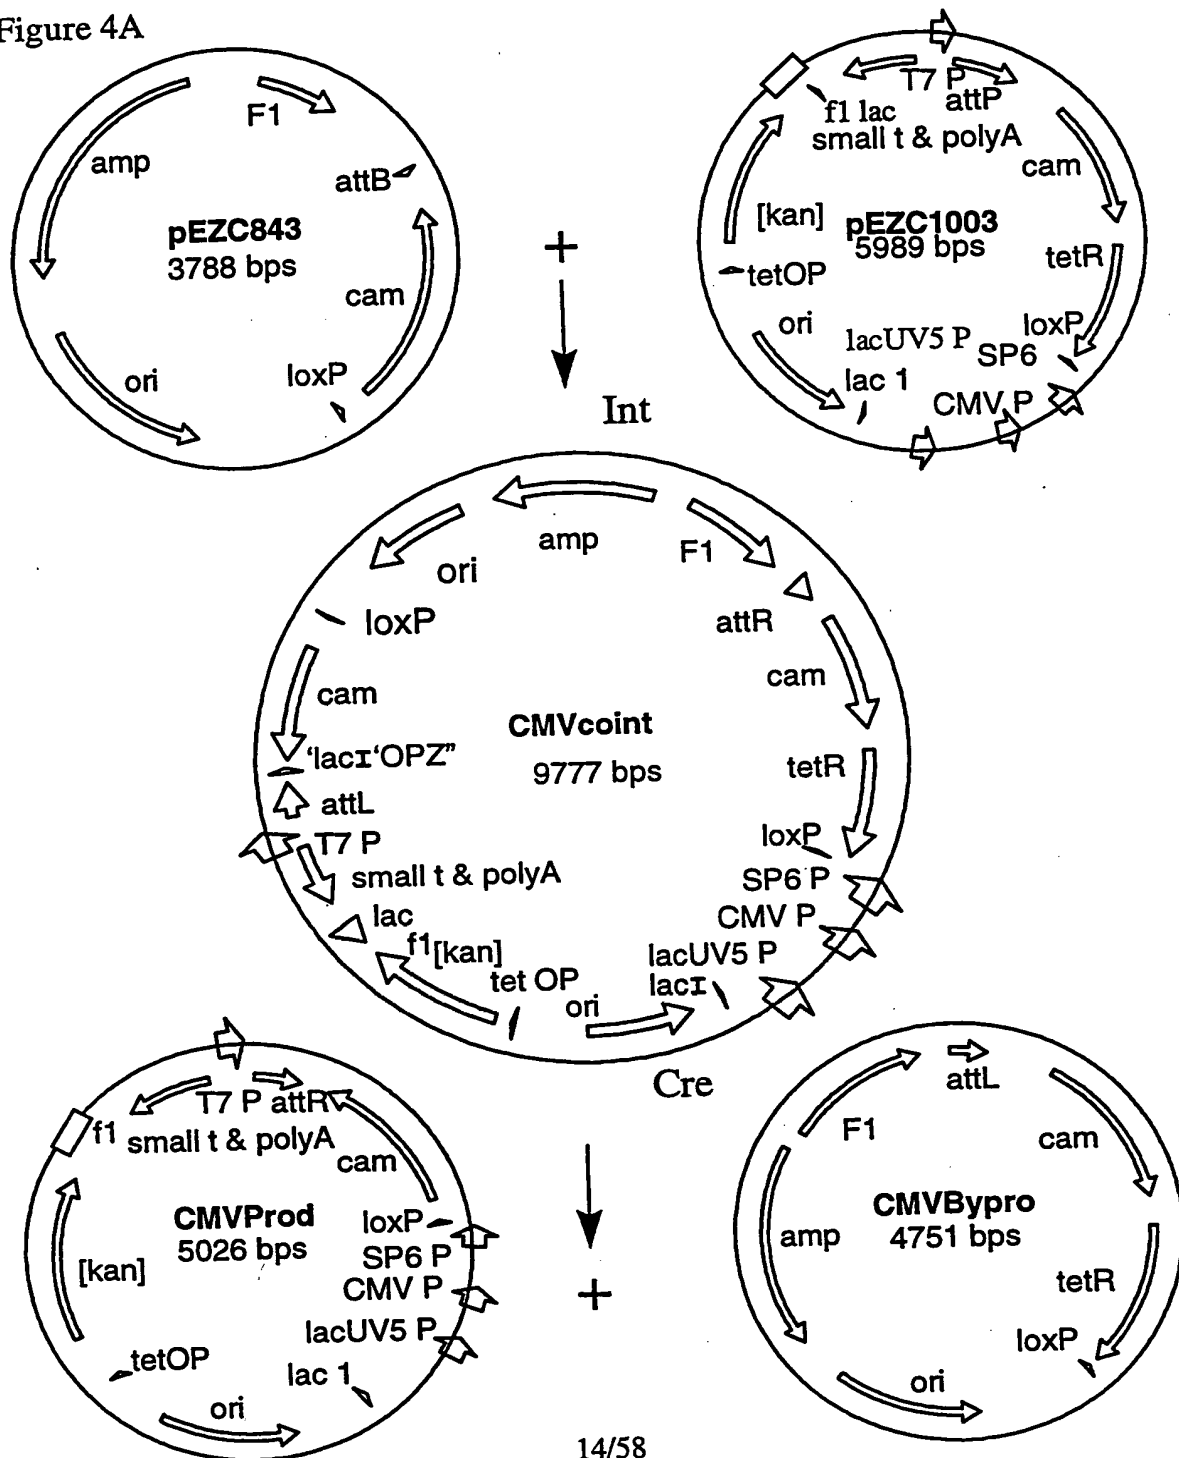 Figure 4A
amp
F1
attB
pEZC843
3788 bps
cam
ori
loxP
+
Int
T7 P
attP
f1 lac
small t & polyA
cam
[kan]
pEZC1003
5989 bps
tetR
tetOP
ori
loxP
lacUV5 P
SP6
lac 1
CMV P
amp
F1
ori
loxP
attR
cam
cam
CMVcoint
9777 bps
'lacI'OPZ"
tetR
attL
T7 P
loxP
small t & polyA
SP6 P
lac
CMV P
f1
[kan]
lacUV5 P
tet OP
lacI
ori
Cre
T7 P attR
f1
small t & polyA
cam
CMVProd
5026 bps
loxP
SP6 P
[kan]
CMV P
lacUV5 P
tetOP
lac 1
ori
+
attL
F1
cam
CMVBypro
4751 bps
amp
tetR
loxP
ori
14/58